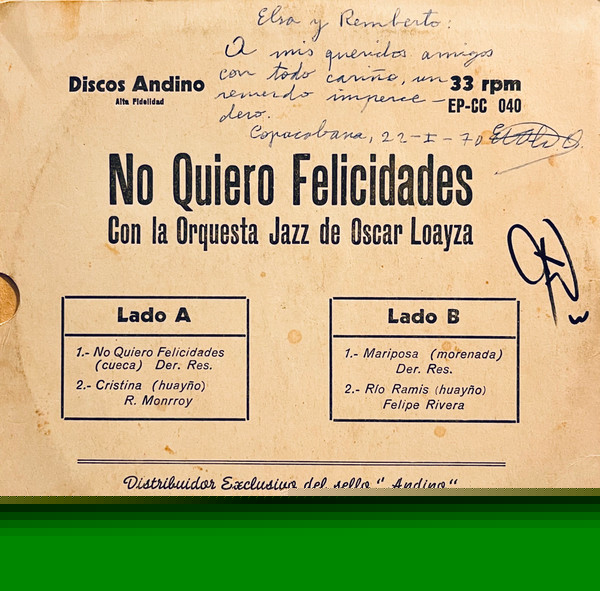 Elsa y Remberto:
A mis queridos amigos
con todo cariño, un
recuerdo imperece-
dero.
Copacabana, 22-I-70
Discos Andino
Alta Fidelidad
33 rpm
EP-CC 040
No Quiero Felicidades
Con la Orquesta Jazz de Oscar Loayza
Lado A
1.- No Quiero Felicidades
(cueca) Der. Res.
2.- Cristina (huayño)
R. Monrroy
Lado B
1.- Mariposa (morenada)
Der. Res.
2.- Río Ramis (huayño)
Felipe Rivera
Distribuidor Exclusivo del sello " Andino"